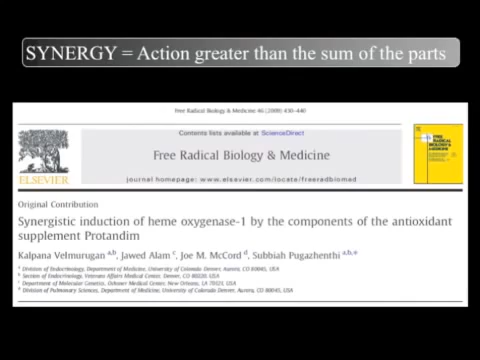 SYNERGY = Action greater than the sum of the parts
Free Radical Biology & Medicine 46 (2009) 430–440
Contents lists available at ScienceDirect
Free Radical Biology & Medicine
journal homepage: www.elsevier.com/locate/freeradbiomed
ELSEVIER
FREE RADICAL BIOLOGY & MEDICINE
Original Contribution
Synergistic induction of heme oxygenase-1 by the components of the antioxidant
supplement Protandim
Kalpana Velmurugan a,b, Jawed Alam c, Joe M. McCord d, Subbiah Pugazhenthi a,b,
a Division of Endocrinology, Department of Medicine, University of Colorado Denver, Aurora, CO 80045, USA
b Section of Endocrinology, Veterans Affairs Medical Center, Denver, CO 80220, USA
c Department of Molecular Genetics, Ochsner Medical Center, New Orleans, LA 70121, USA
d Division of Pulmonary Sciences, Department of Medicine, University of Colorado Denver, Aurora, CO 80045, USA